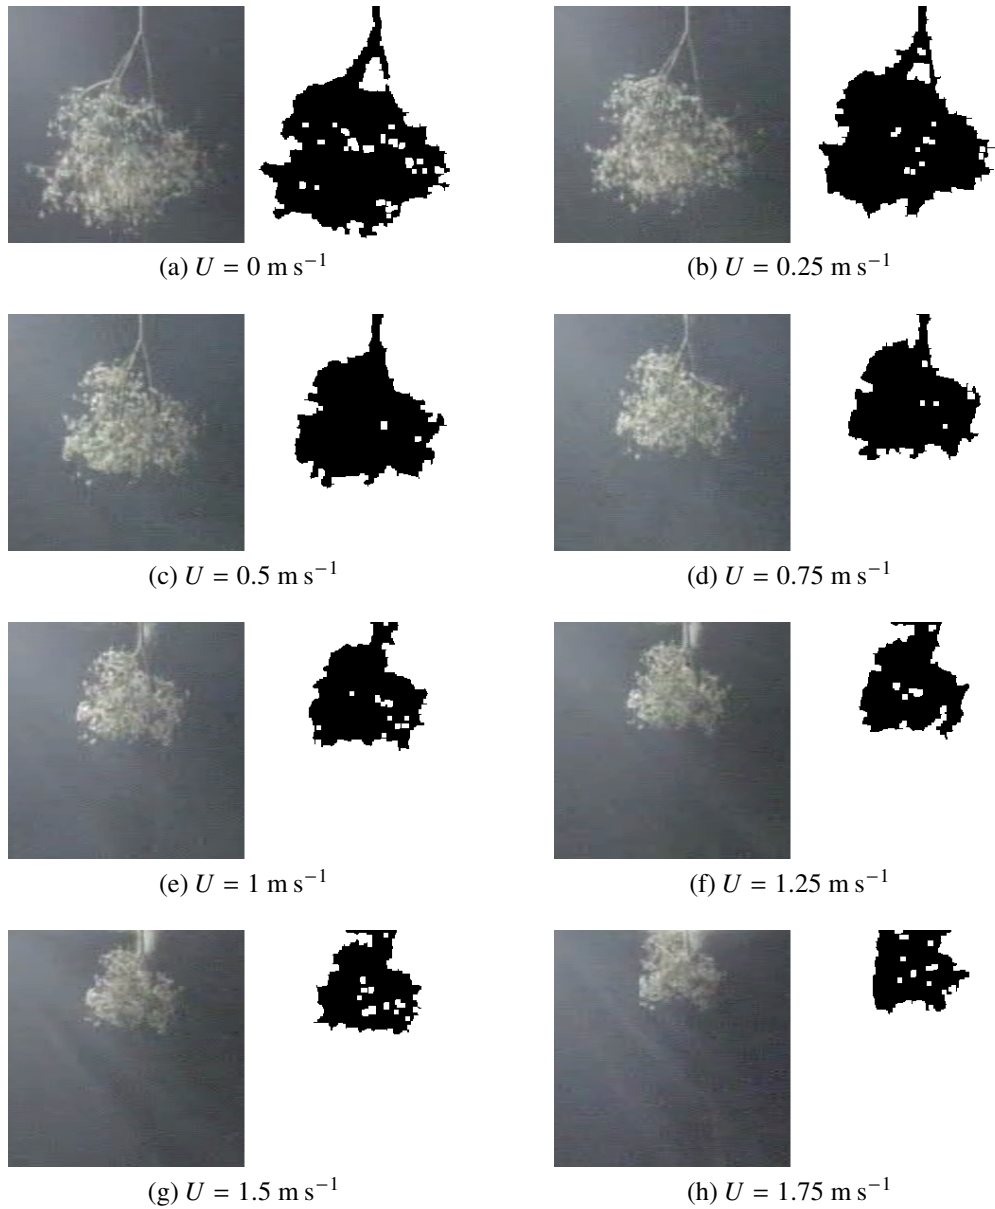 (a) U = 0 m s⁻¹
(b) U = 0.25 m s⁻¹
(c) U = 0.5 m s⁻¹
(d) U = 0.75 m s⁻¹
(e) U = 1 m s⁻¹
(f) U = 1.25 m s⁻¹
(g) U = 1.5 m s⁻¹
(h) U = 1.75 m s⁻¹